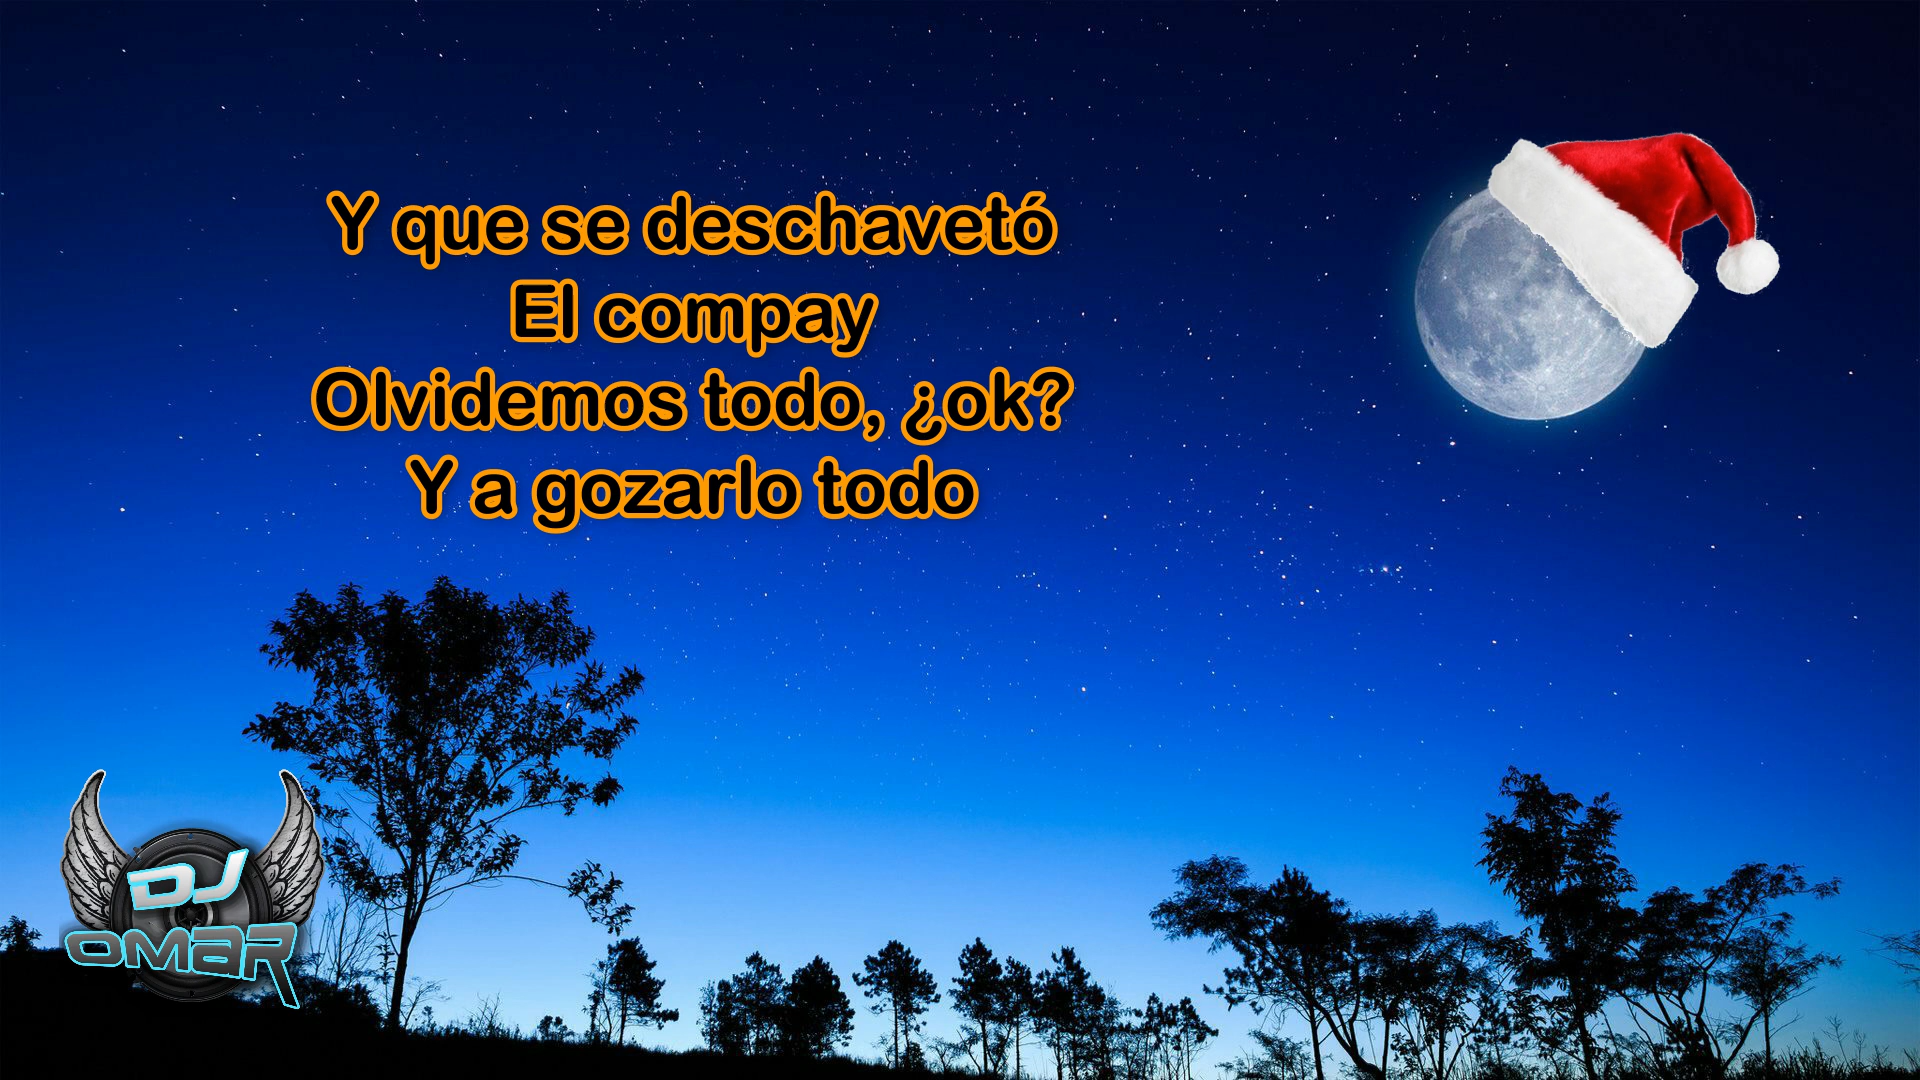 Y que se deschavetó
El compay
Olvidemos todo, ¿ok?
Y a gozarlo todo
DJ
OMAR